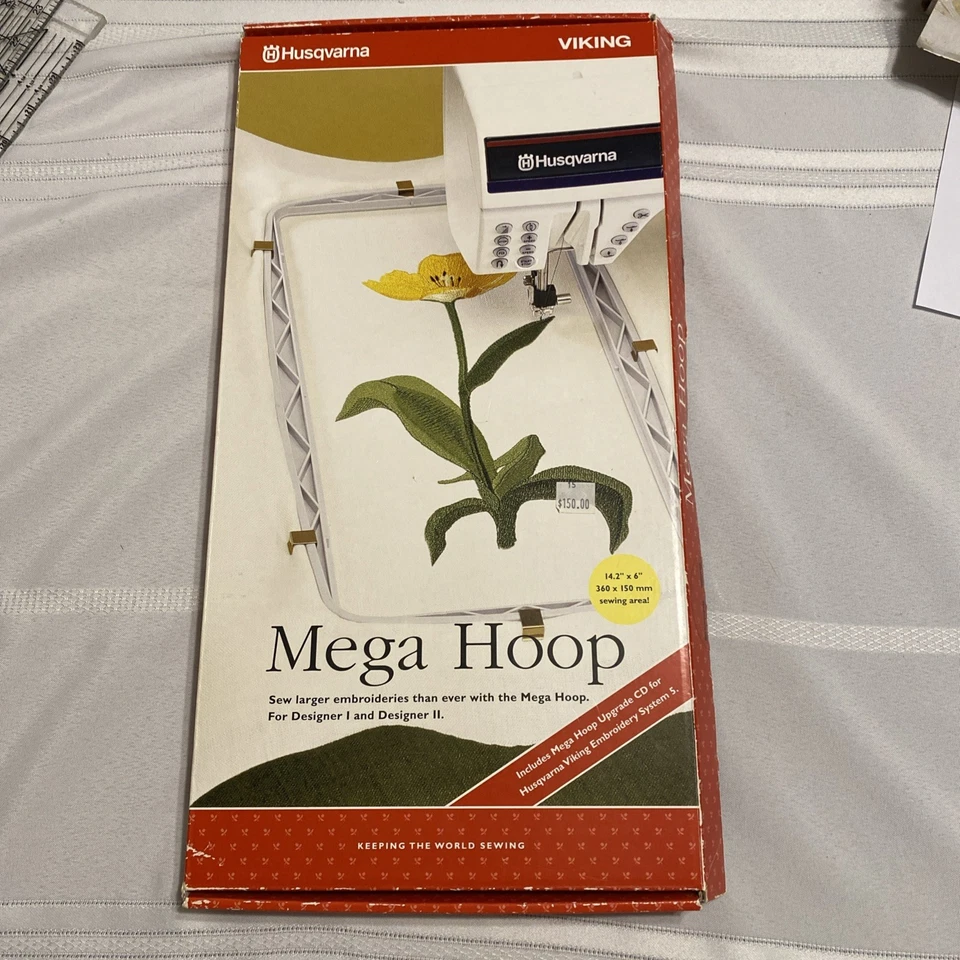 Husqvarna
VIKING
Husqvarna
15
$150.00
14.2" x 6"
360 x 150 mm
sewing area!
Mega Hoop
Sew larger embroideries than ever with the Mega Hoop.
For Designer I and Designer II.
Includes Mega Hoop Upgrade CD for
Husqvarna Viking Embroidery System 5.
KEEPING THE WORLD SEWING
Mega Hoop